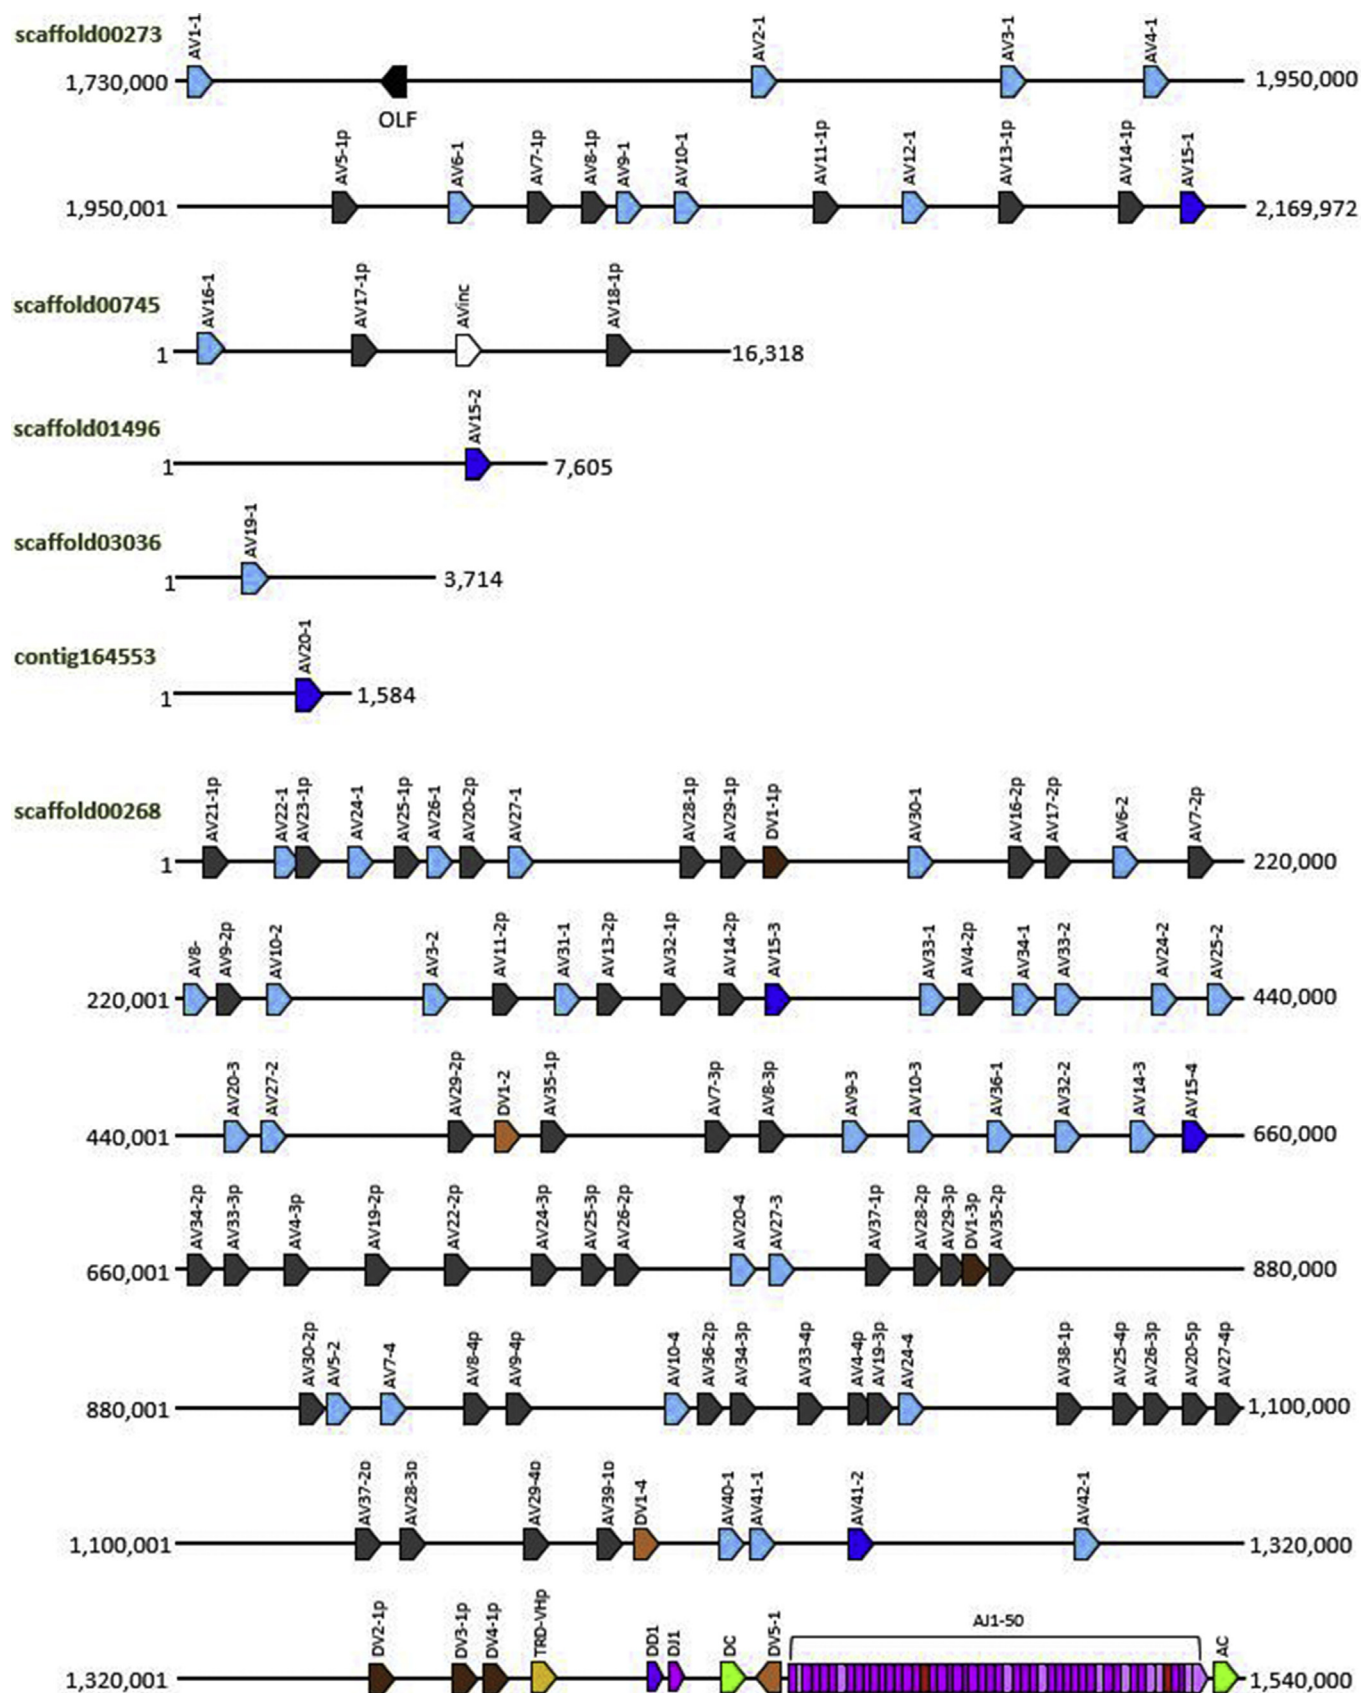 scaffold00273
AV1-1 AV2-1 AV3-1 AV4-1
1,730,000 1,950,000
OLF
AV5-1p AV6-1 AV7-1p AV8-1p AV9-1 AV10-1 AV11-1p AV12-1 AV13-1p AV14-1p AV15-1
1,950,001 2,169,972
scaffold00745
AV16-1 AV17-1p AVinc AV18-1p
1 16,318
scaffold01496
AV15-2
1 7,605
scaffold03036
AV19-1
1 3,714
contig164553
AV20-1
1 1,584
scaffold00268
AV21-1p AV22-1 AV23-1p AV24-1 AV25-1p AV26-1 AV20-2p AV27-1 AV28-1p AV29-1p DV1-1p AV30-1 AV16-2p AV17-2p AV6-2 AV7-2p
1 220,000
AV8- AV9-2p AV10-2 AV3-2 AV11-2p AV31-1 AV13-2p AV32-1p AV14-2p AV15-3 AV33-1 AV4-2p AV34-1 AV33-2 AV24-2 AV25-2
220,001 440,000
AV20-3 AV27-2 AV29-2p DV1-2 AV35-1p AV7-3p AV8-3p AV9-3 AV10-3 AV36-1 AV32-2 AV14-3 AV15-4
440,001 660,000
AV34-2p AV33-3p AV4-3p AV19-2p AV22-2p AV24-3p AV25-3p AV26-2p AV20-4 AV27-3 AV37-1p AV28-2p AV29-3p DV1-3p AV35-2p
660,001 880,000
AV30-2p AV5-2 AV7-4 AV8-4p AV9-4p AV10-4 AV36-2p AV34-3p AV33-4p AV4-4p AV19-3p AV24-4 AV38-1p AV25-4p AV26-3p AV20-5p AV27-4p
880,001 1,100,000
AV37-2p AV28-3p AV29-4p AV39-1p DV1-4 AV40-1 AV41-1 AV41-2 AV42-1
1,100,001 1,320,000
DV2-1p DV3-1p DV4-1p TRD-VHp DD1 DJ1 DC DV5-1 AJ1-50 AC
1,320,001 1,540,000